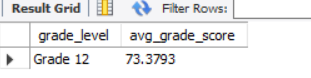 Result Grid Filter Rows:
grade_level avg_grade_score
Grade 12 73.3793